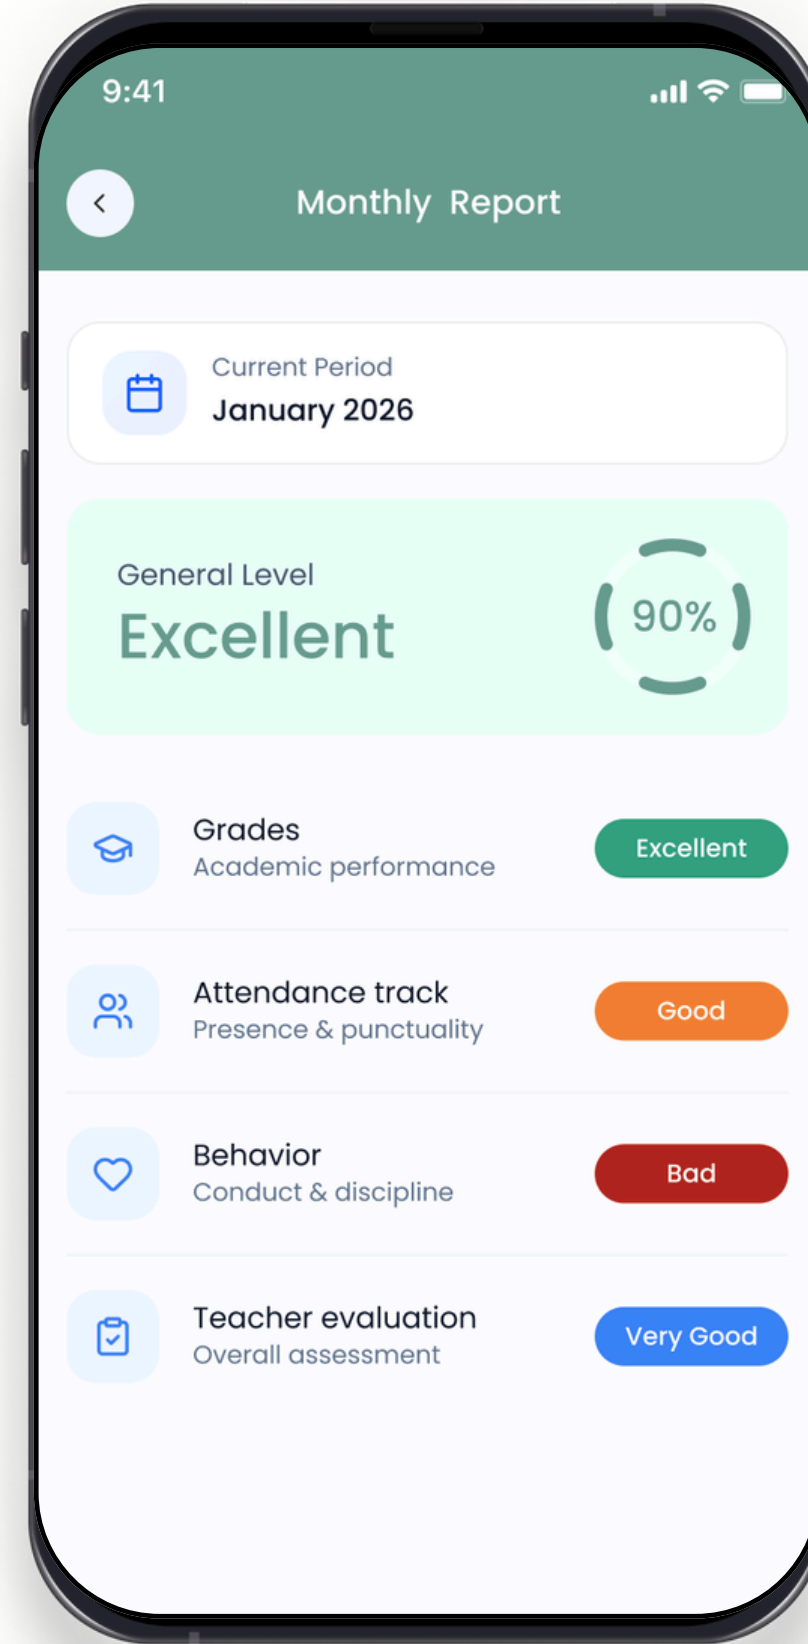 9:41
Monthly Report
Current Period
January 2026
General Level
Excellent
90%
Grades
Academic performance
Excellent
Attendance track
Presence & punctuality
Good
Behavior
Conduct & discipline
Bad
Teacher evaluation
Overall assessment
Very Good